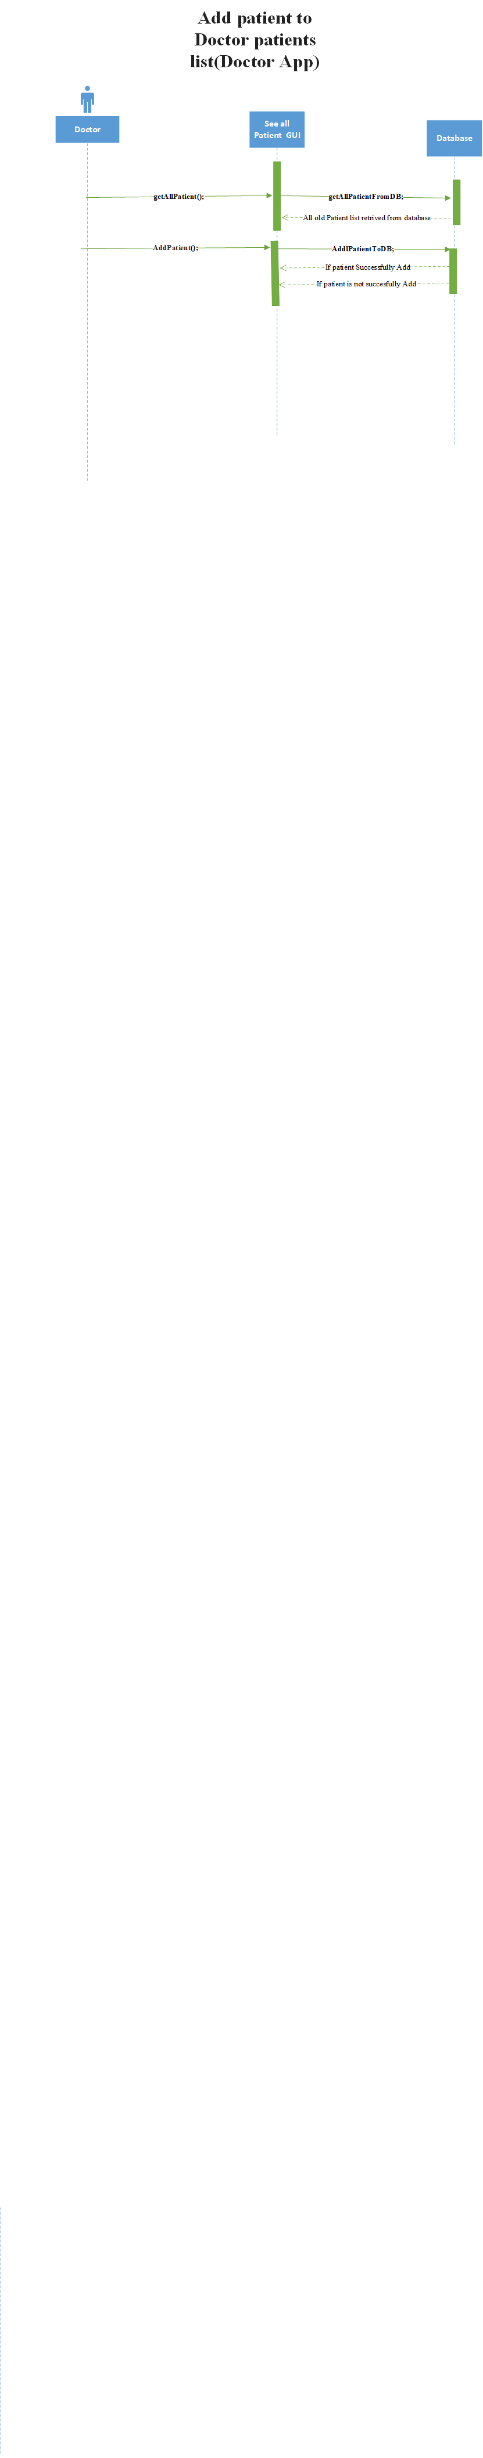 Add patient to
Doctor patients
list(Doctor App)
Doctor
See all
Patient GUI
Database
getAllPatient();
getAllPatientFromDB;
All old Patient list retrived from database
AddPatient();
AddlPatientToDB;
If patient Successfully Add
If patient is not succesfully Add